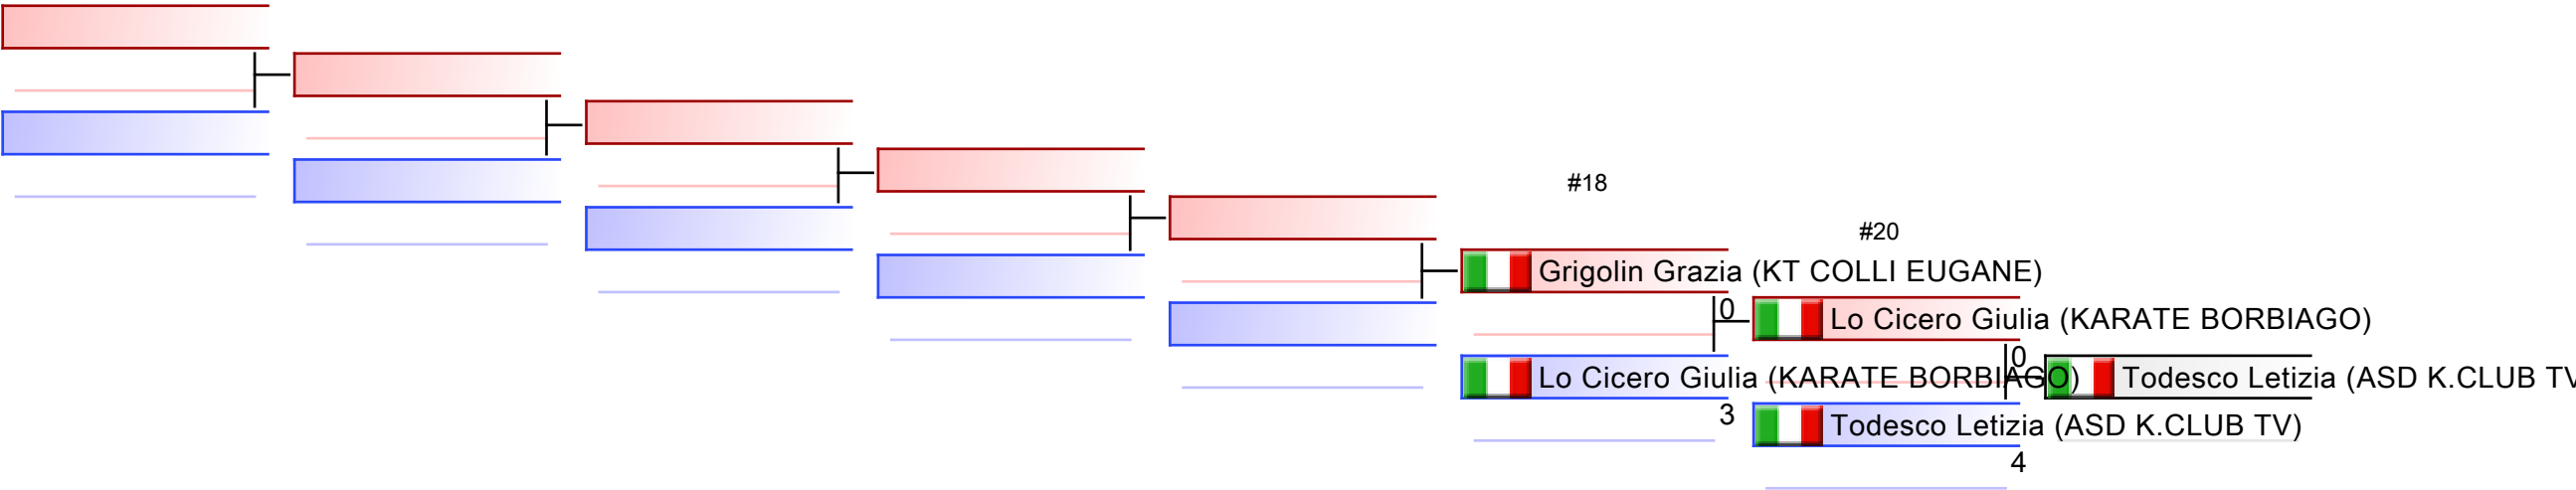 #18
#20
Grigolin Grazia (KT COLLI EUGANE)
0
Lo Cicero Giulia (KARATE BORBIAGO)
0
Lo Cicero Giulia (KARATE BORBIAGO)
3
Todesco Letizia (ASD K.CLUB TV
Todesco Letizia (ASD K.CLUB TV)
4